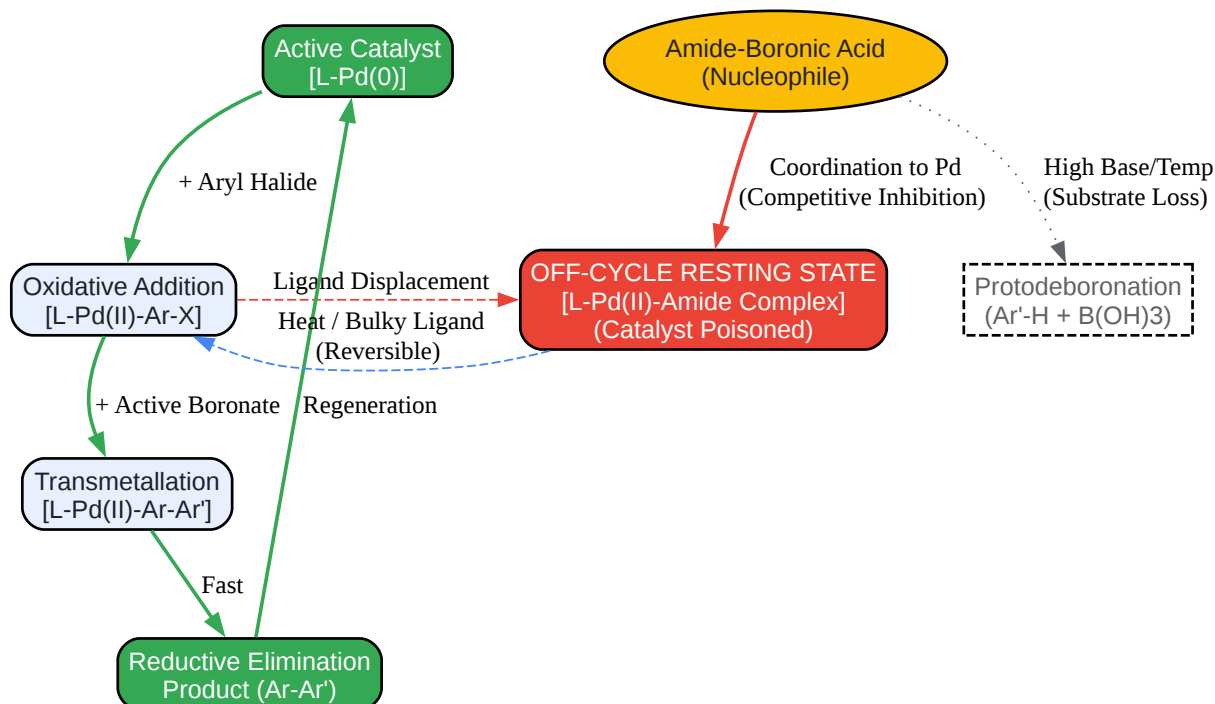 Active Catalyst
[L-Pd(0)]
Amide-Boronic Acid
(Nucleophile)
+ Aryl Halide
Coordination to Pd
(Competitive Inhibition)
High Base/Temp
(Substrate Loss)
Oxidative Addition
[L-Pd(II)-Ar-X]
Ligand Displacement
Heat / Bulky Ligand
(Reversible)
OFF-CYCLE RESTING STATE
[L-Pd(II)-Amide Complex]
(Catalyst Poisoned)
Protodeboronation
(Ar'-H + B(OH)3)
+ Active Boronate
Regeneration
Transmetallation
[L-Pd(II)-Ar-Ar']
Fast
Reductive Elimination
Product (Ar-Ar')